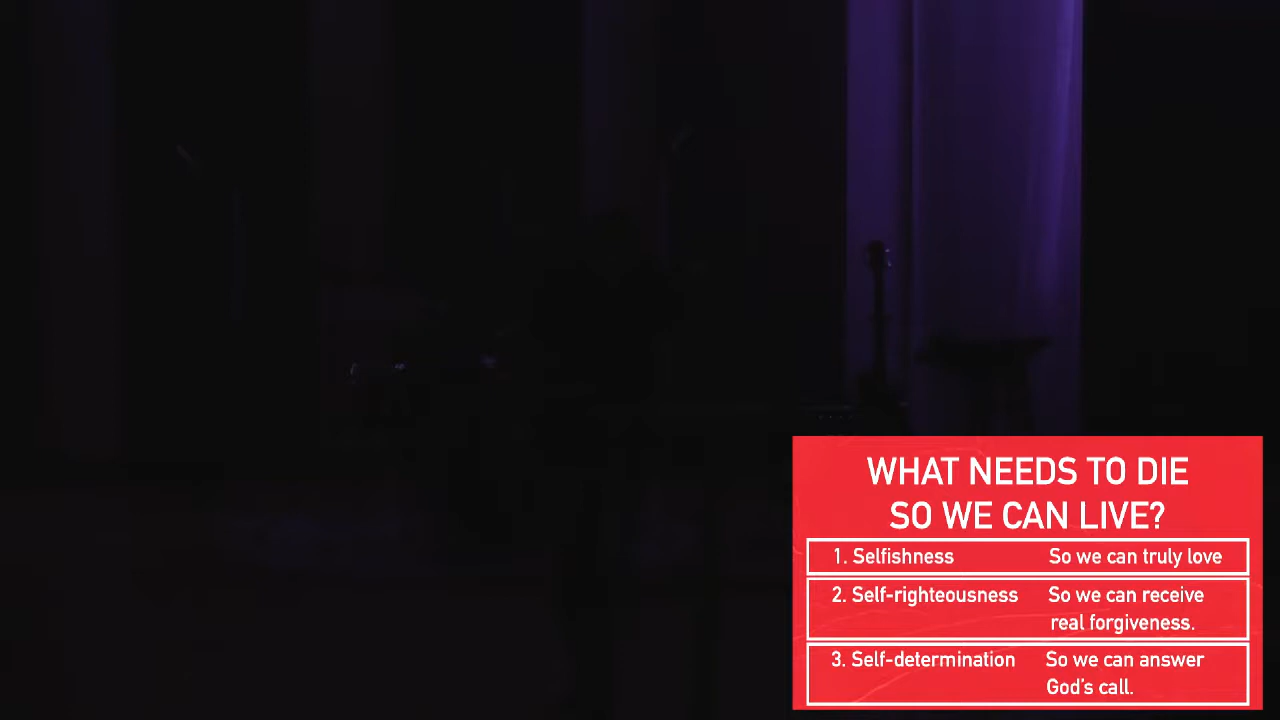 WHAT NEEDS TO DIE
SO WE CAN LIVE?
1. Selfishness So we can truly love
2. Self-righteousness So we can receive
real forgiveness.
3. Self-determination So we can answer
God's call.